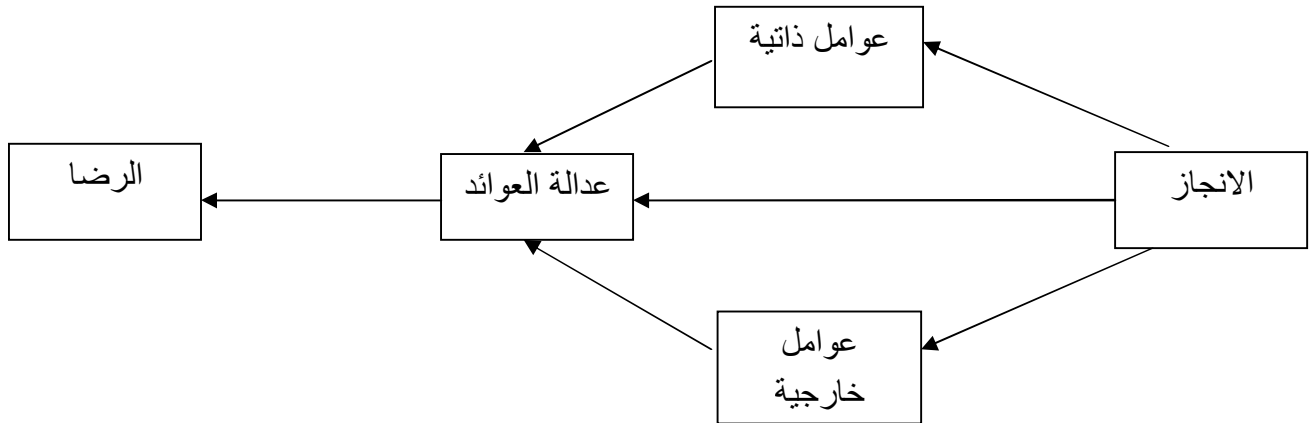 عوامل ذاتية
الانجاز
عدالة العوائد
الرضا
عوامل
خارجية